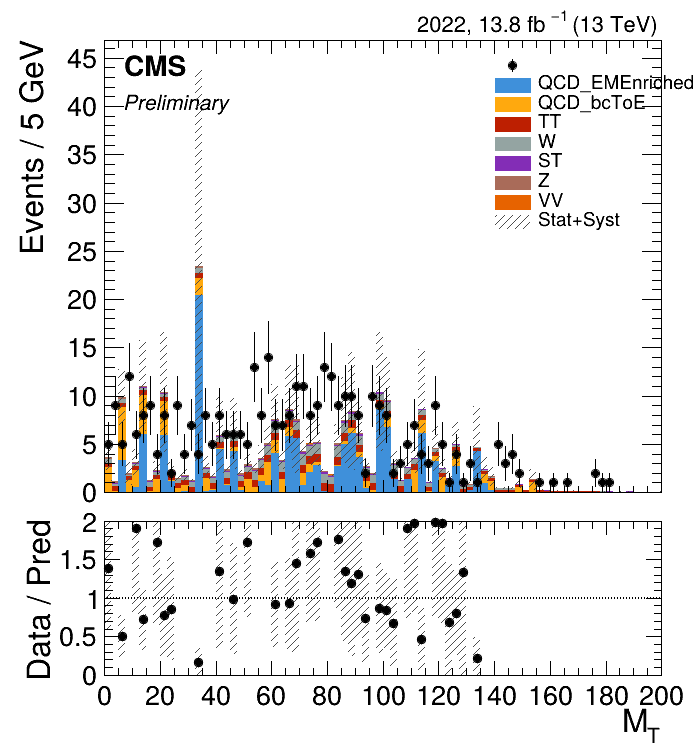 2022, 13.8 fb⁻¹ (13 TeV)
CMS
Preliminary
Events / 5 GeV
45
40
35
30
25
20
15
10
5
0
QCD_EMEnriched
QCD_bcToE
TT
W
ST
Z
VV
Stat+Syst
Data / Pred
2
1.5
1
0.5
0
0 20 40 60 80 100 120 140 160 180 200
M_T